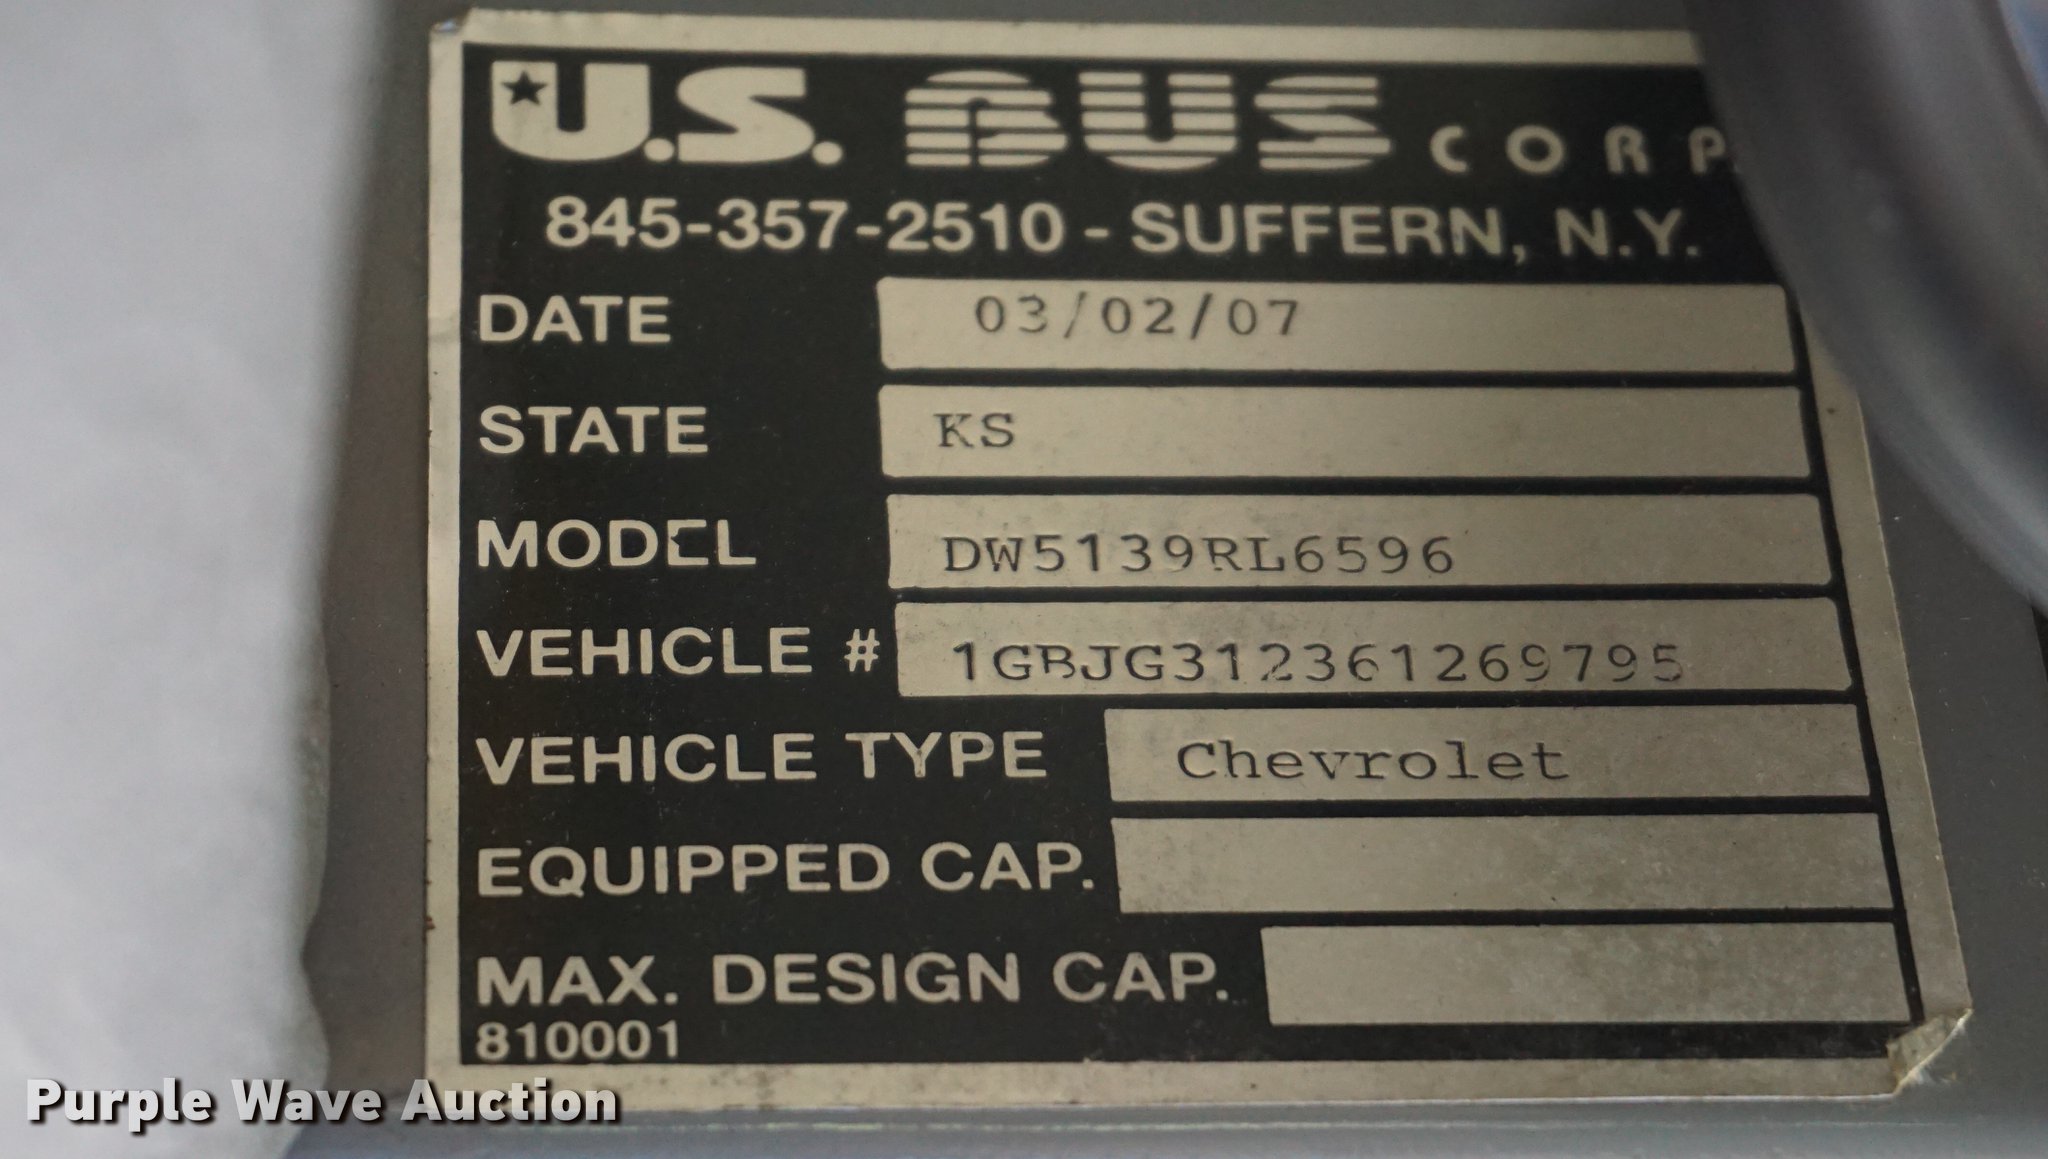 U.S. BUS CORP.
845-357-2510 - SUFFERN, N.Y.
DATE 03/02/07
STATE KS
MODEL DW5139RL6596
VEHICLE # 1GBJG312361269795
VEHICLE TYPE Chevrolet
EQUIPPED CAP.
MAX. DESIGN CAP.
810001
Purple Wave Auction